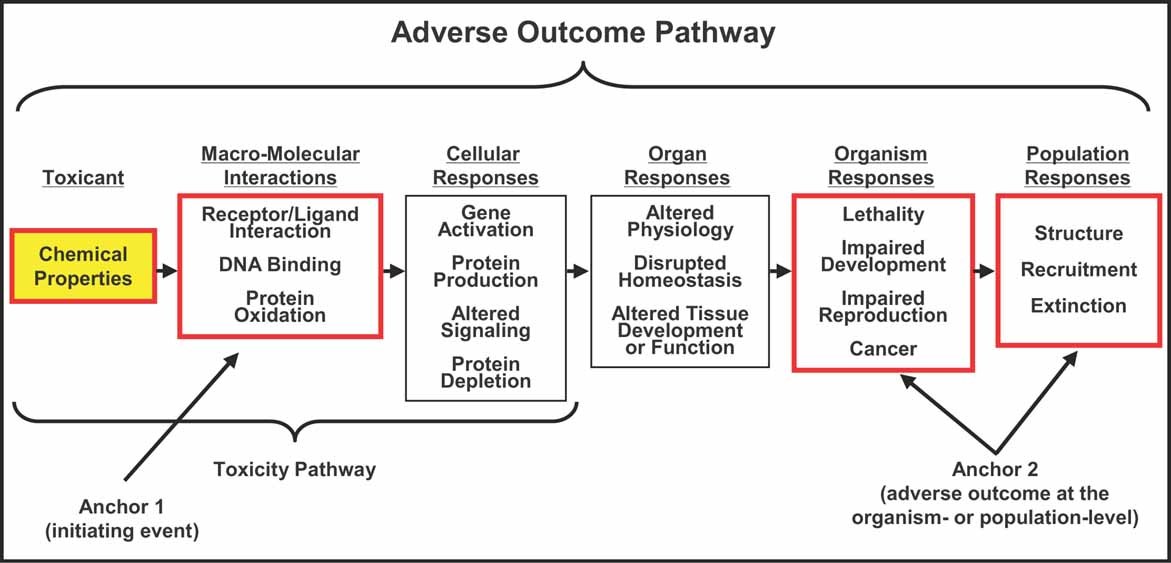 Adverse Outcome Pathway
Toxicant
Chemical
Properties
Macro-Molecular
Interactions
Receptor/Ligand
Interaction
DNA Binding
Protein
Oxidation
Cellular
Responses
Gene
Activation
Protein
Production
Altered
Signaling
Protein
Depletion
Organ
Responses
Altered
Physiology
Disrupted
Homeostasis
Altered Tissue
Development
or Function
Organism
Responses
Lethality
Impaired
Development
Impaired
Reproduction
Cancer
Population
Responses
Structure
Recruitment
Extinction
Toxicity Pathway
Anchor 1
(initiating event)
Anchor 2
(adverse outcome at the
organism- or population-level)